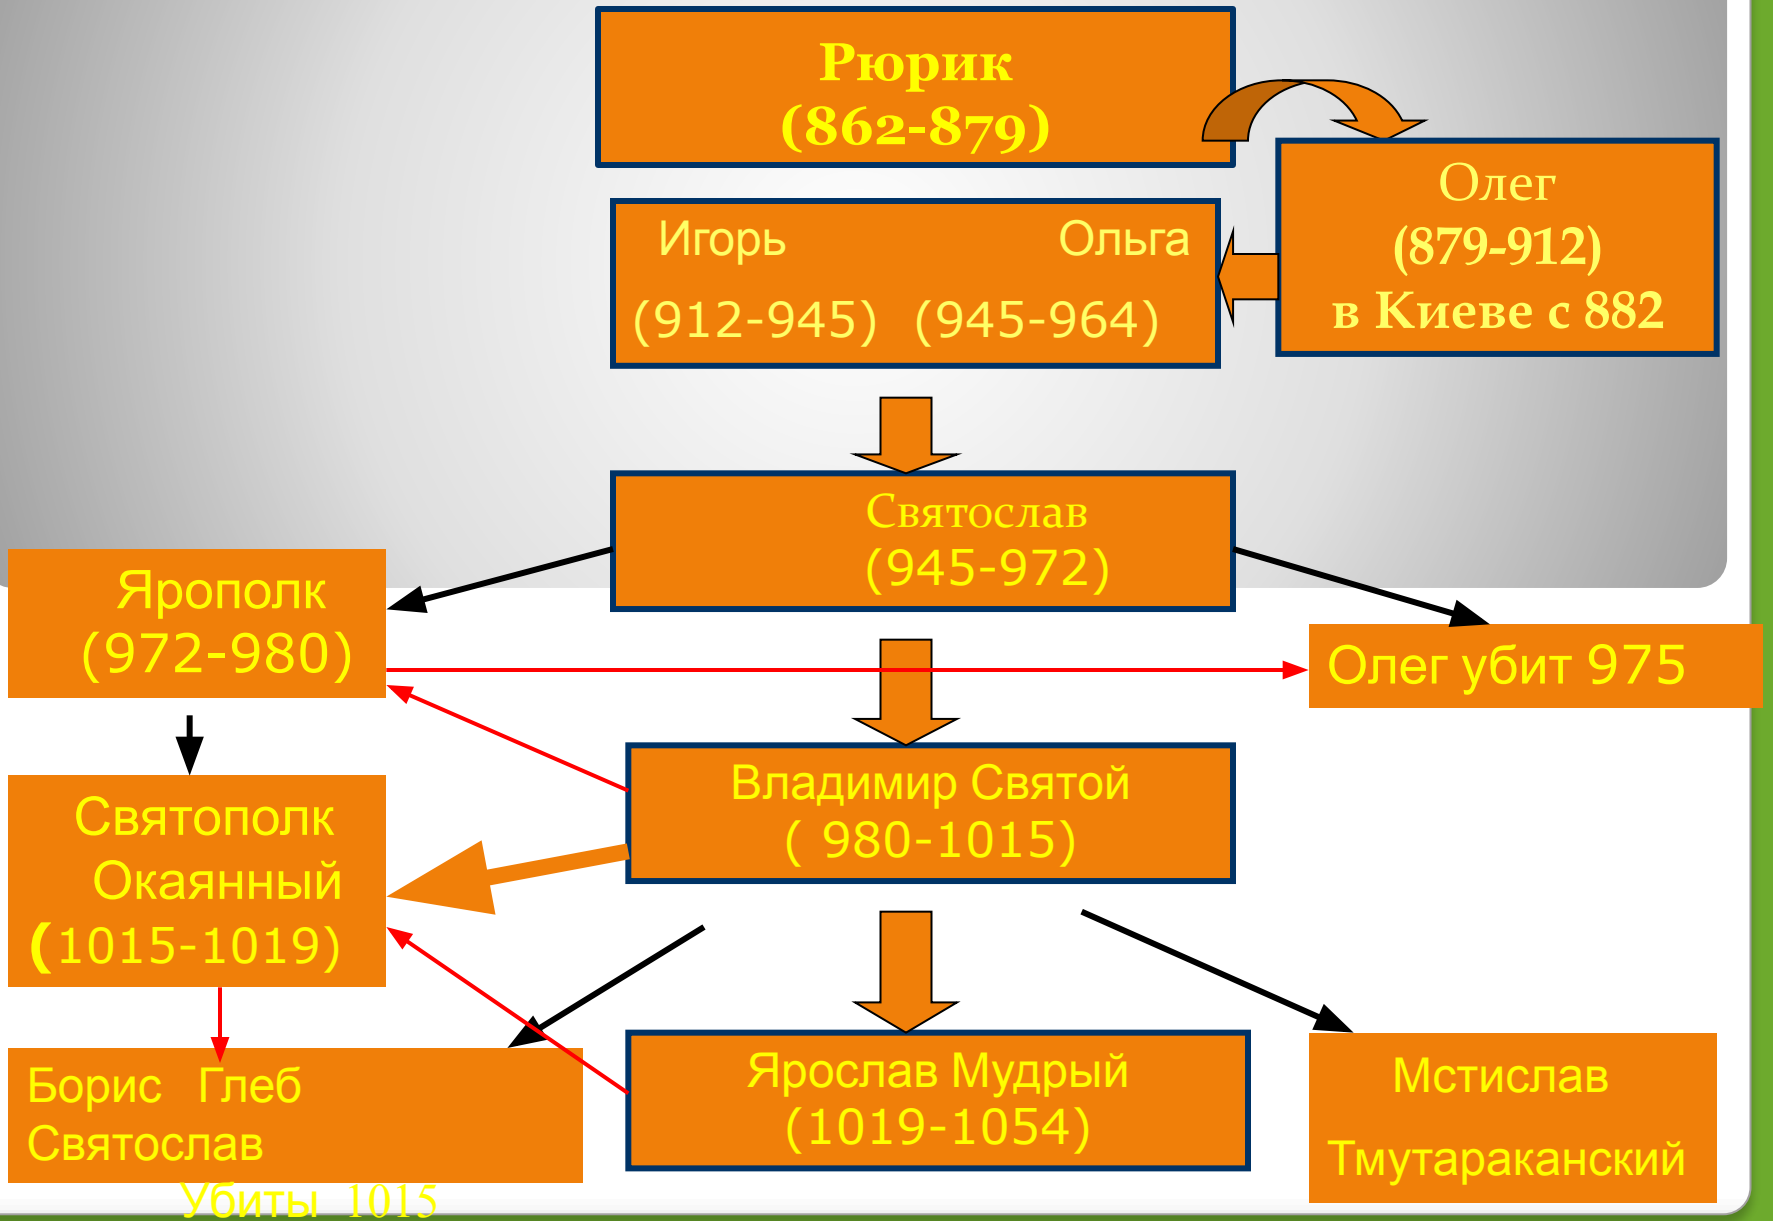 Рюрик
(862-879)
Олег
(879-912)
в Киеве с 882
Игорь Ольга
(912-945) (945-964)
Святослав
(945-972)
Ярополк
(972-980)
Олег убит 975
Владимир Святой
( 980-1015)
Святополк
Окаянный
(1015-1019)
Борис Глеб
Святослав
Убиты 1015
Ярослав Мудрый
(1019-1054)
Мстислав
Тмутараканский